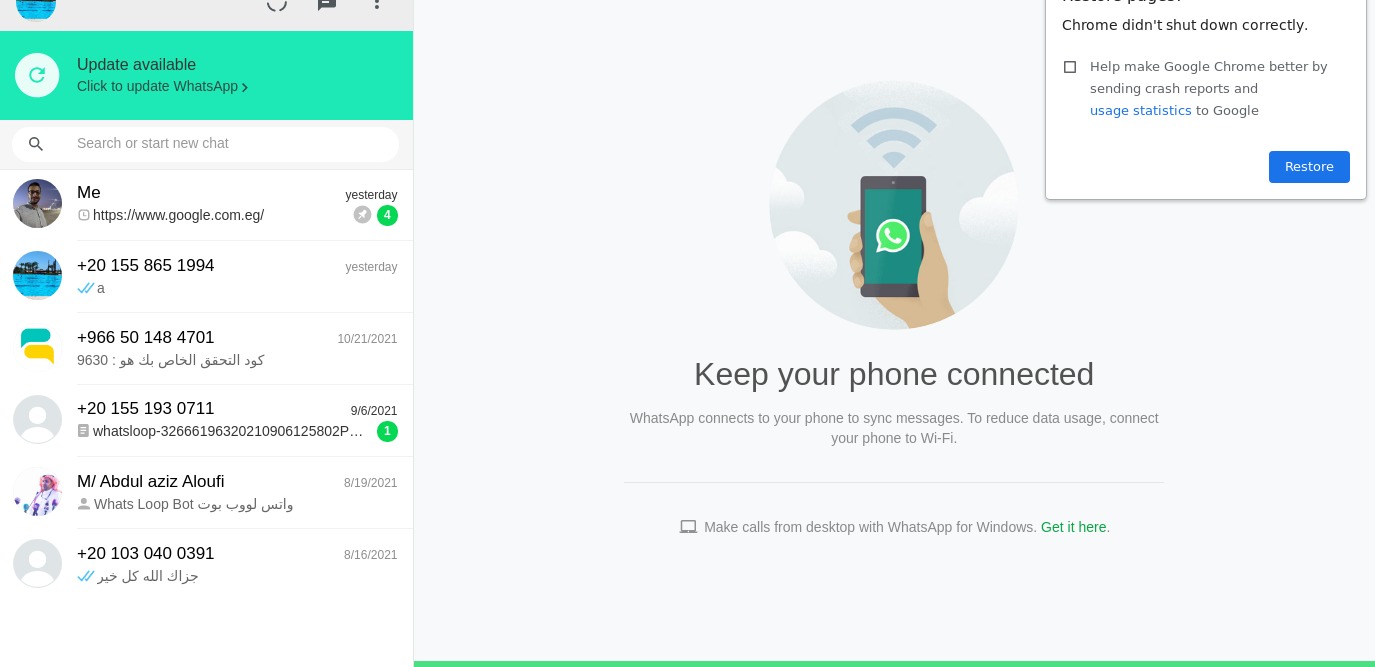 Update available
Click to update WhatsApp
Search or start new chat
Me
yesterday
https://www.google.com.eg/
4
+20 155 865 1994
yesterday
a
+966 50 148 4701
10/21/2021
كود التحقق الخاص بك هو : 9630
+20 155 193 0711
9/6/2021
whatsloop-32666196320210906125802P…
1
M/ Abdul aziz Aloufi
8/19/2021
Whats Loop Bot واتس لووب بوت
+20 103 040 0391
8/16/2021
جزاك الله كل خير
Keep your phone connected
WhatsApp connects to your phone to sync messages. To reduce data usage, connect
your phone to Wi-Fi.
Make calls from desktop with WhatsApp for Windows. Get it here.
Restore pages?
Chrome didn't shut down correctly.
Help make Google Chrome better by
sending crash reports and
usage statistics to Google
Restore